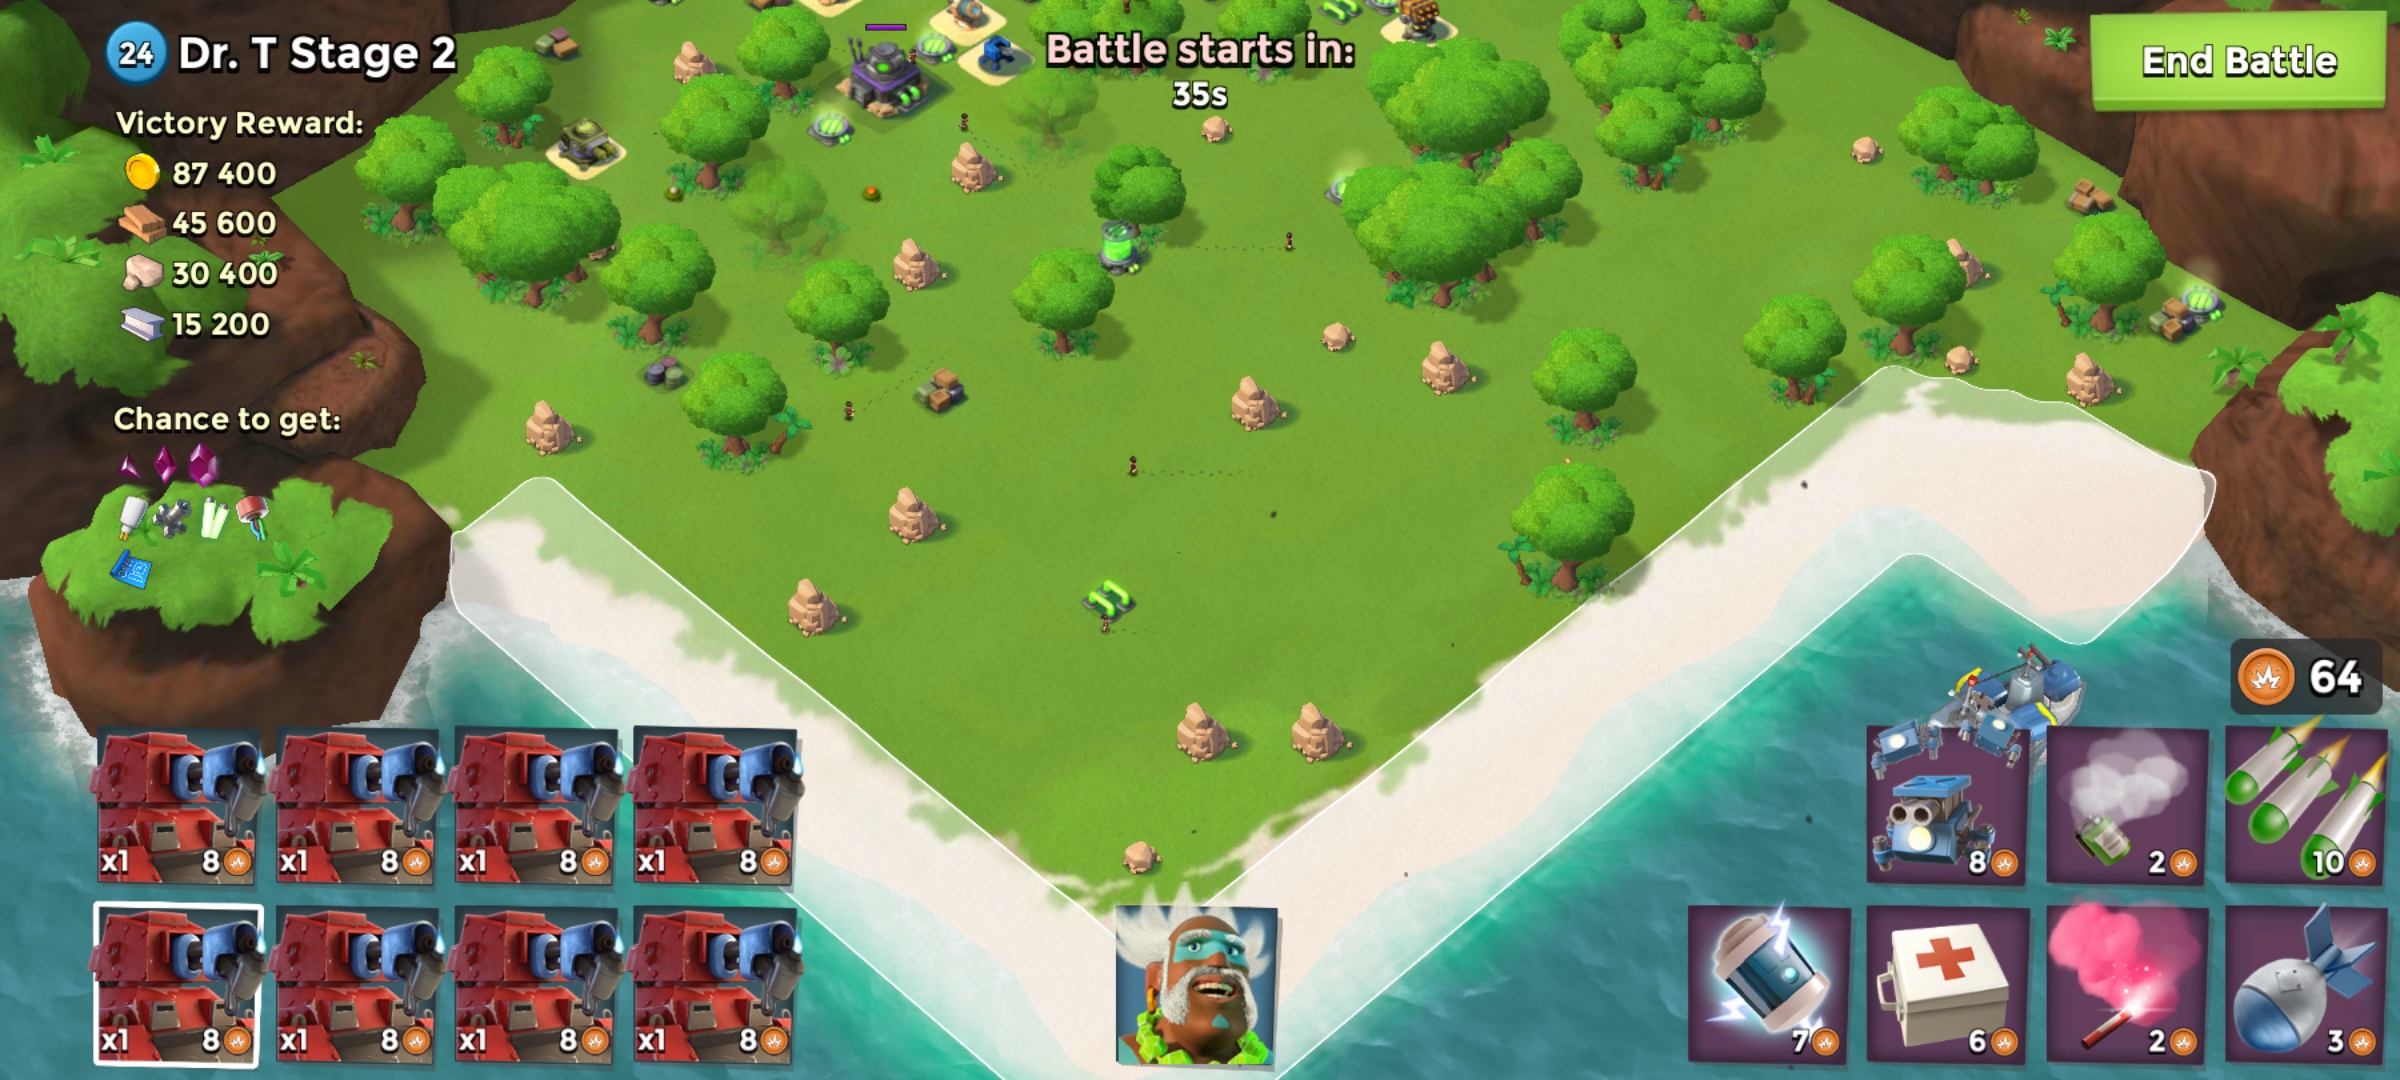 24 Dr. T Stage 2
Battle starts in:
35s
End Battle
Victory Reward:
87 400
45 600
30 400
15 200
Chance to get:
64
x1 8 x1 8 x1 8 x1 8
8 2 10
x1 8 x1 8 x1 8 x1 8
7 6 2 3